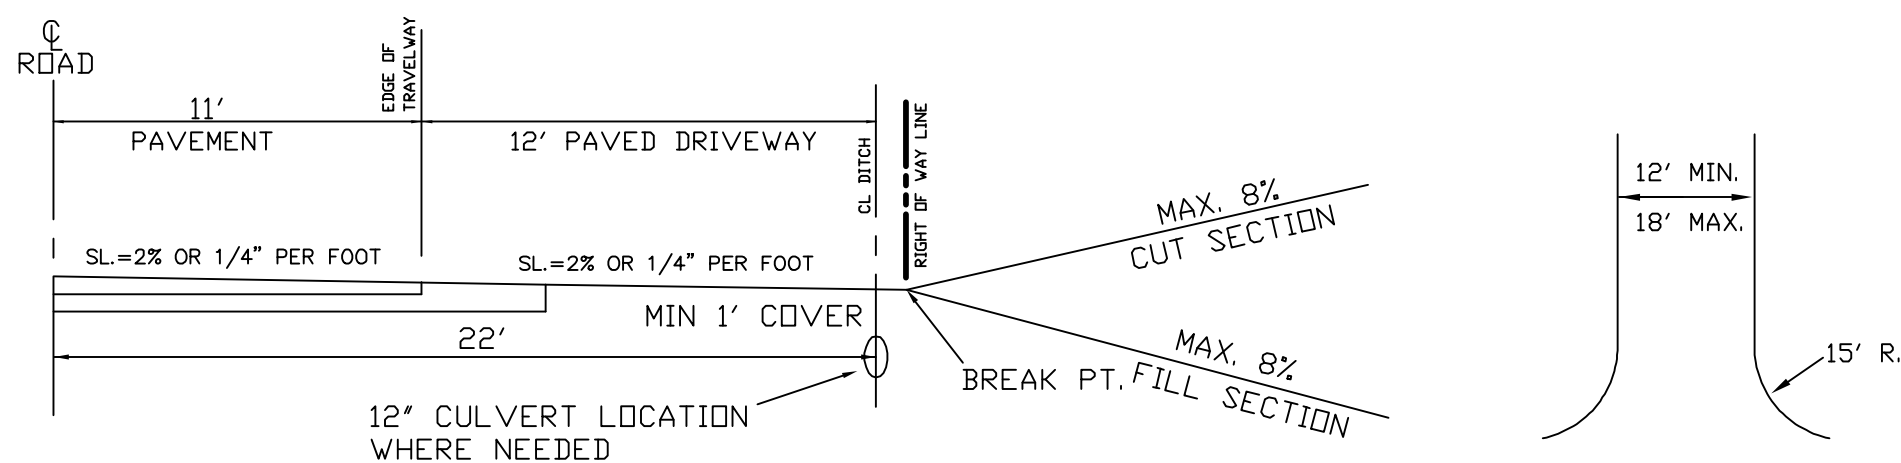 ℄
ROAD
EDGE OF
TRAVELWAY
11'
PAVEMENT
12' PAVED DRIVEWAY
CL DITCH
RIGHT OF WAY LINE
SL.=2% OR 1/4" PER FOOT
SL.=2% OR 1/4" PER FOOT
MAX. 8%
CUT SECTION
MIN 1' COVER
22'
BREAK PT.
MAX. 8%
FILL SECTION
12" CULVERT LOCATION
WHERE NEEDED
12' MIN.
18' MAX.
15' R.